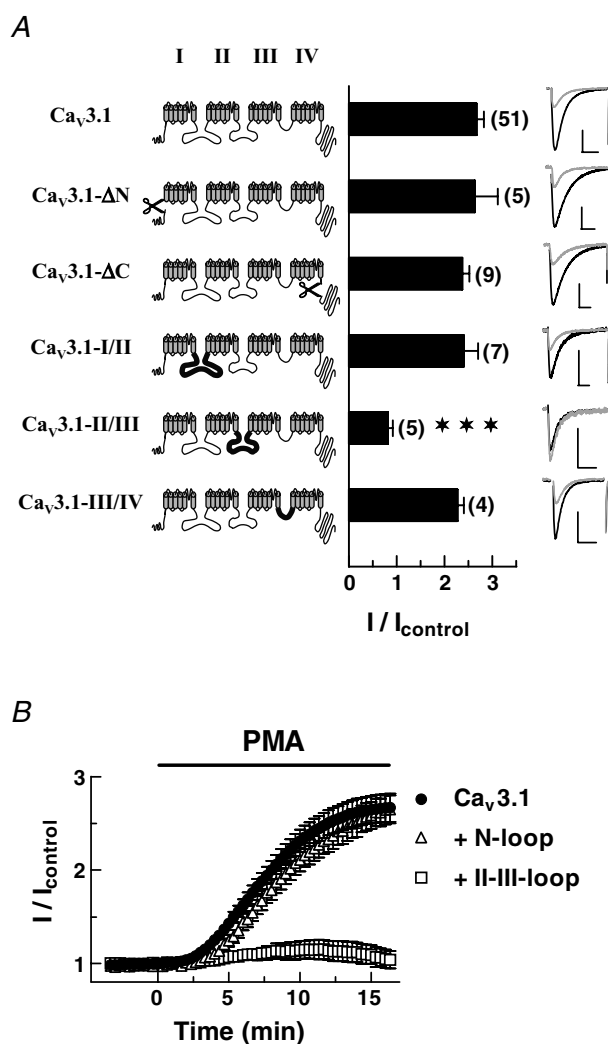 A
I II III IV
CaV3.1 (51)
CaV3.1-ΔN (5)
CaV3.1-ΔC (9)
CaV3.1-I/II (7)
CaV3.1-II/III (5) ★ ★ ★
CaV3.1-III/IV (4)
0 1 2 3
I / Icontrol
B
PMA
3
2
1
I / Icontrol
Cav3.1
+ N-loop
+ II-III-loop
0 5 10 15
Time (min)